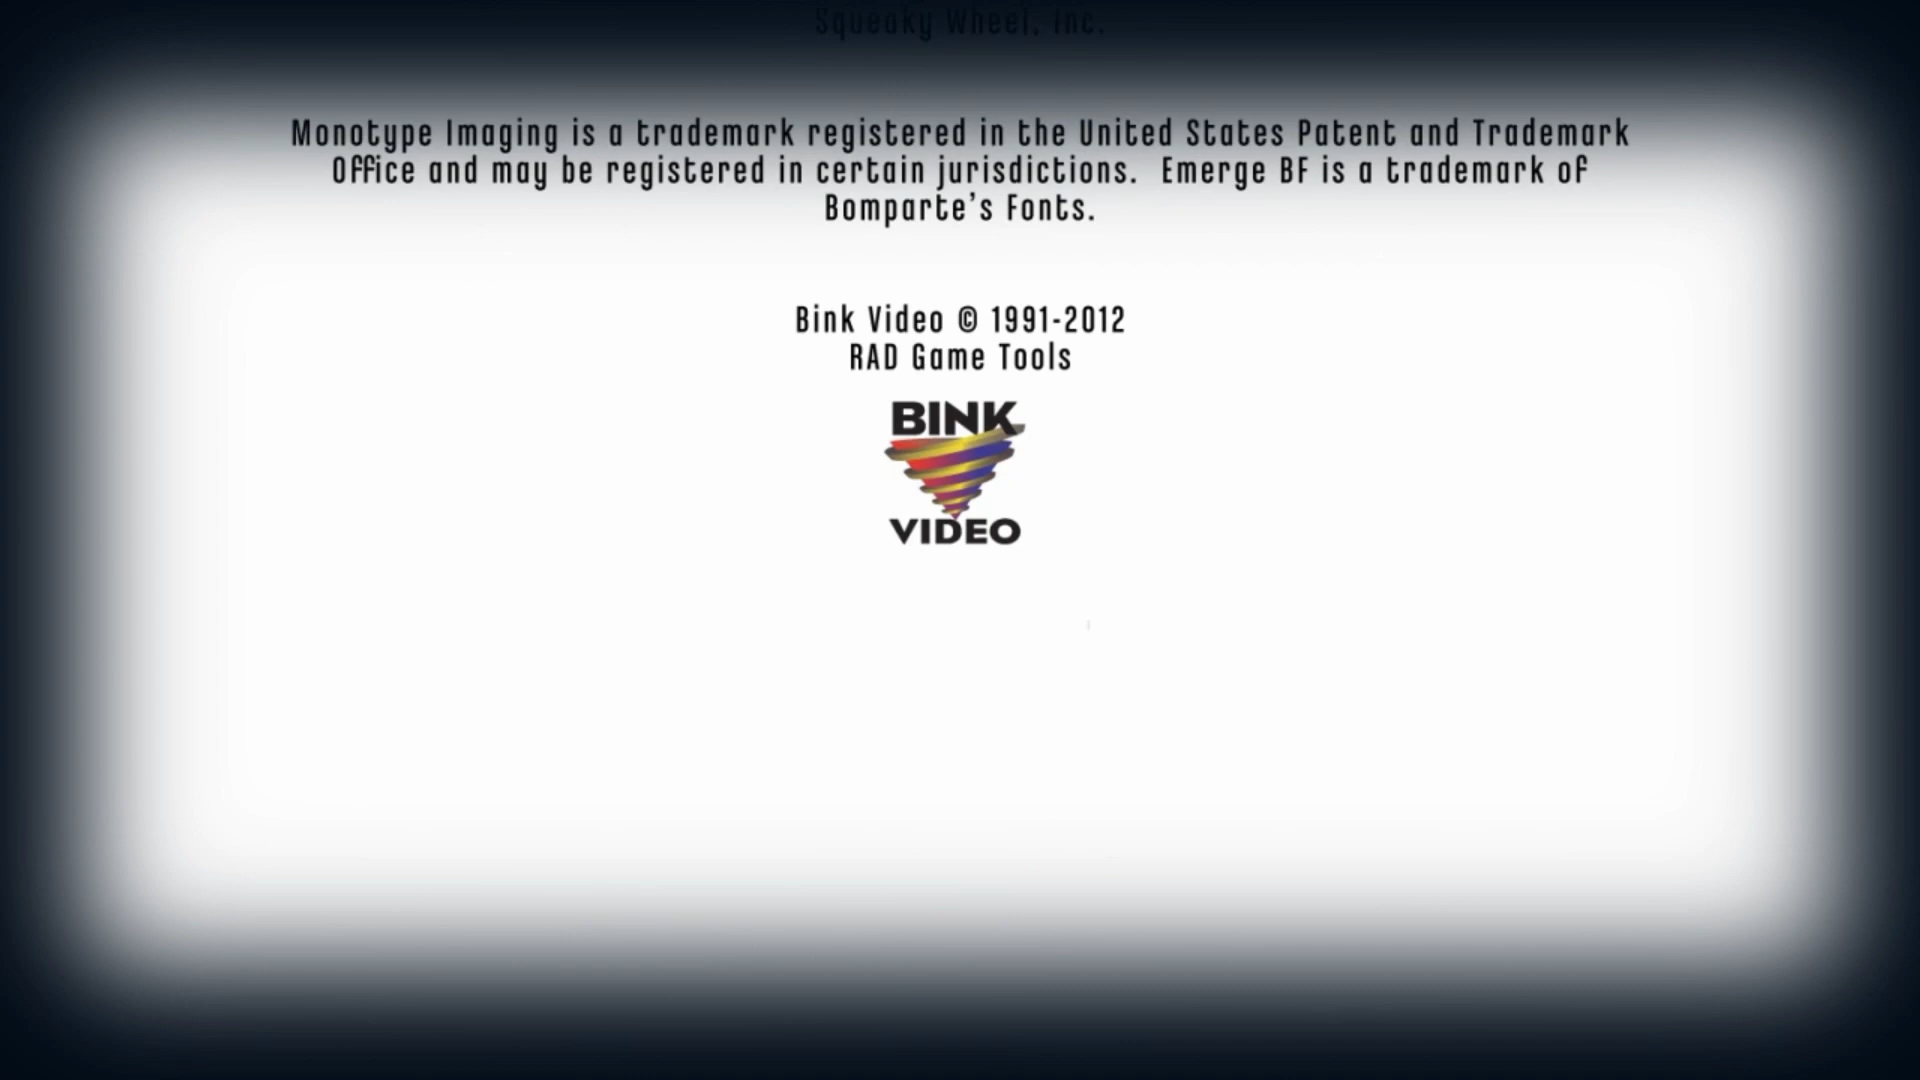 Squeaky Wheel, Inc.
Monotype Imaging is a trademark registered in the United States Patent and Trademark
Office and may be registered in certain jurisdictions.  Emerge BF is a trademark of
Bomparte's Fonts.
Bink Video © 1991-2012
RAD Game Tools
BINK
VIDEO